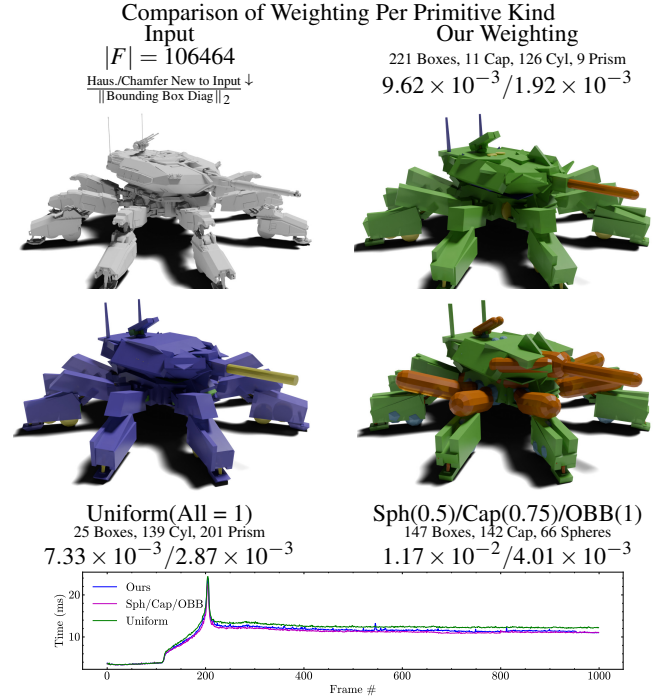 Comparison of Weighting Per Primitive Kind
Input
|F| = 106464
Haus./Chamfer New to Input ↓
‖Bounding Box Diag‖₂
Our Weighting
221 Boxes, 11 Cap, 126 Cyl, 9 Prism
9.62 × 10⁻³/1.92 × 10⁻³
Uniform(All = 1)
25 Boxes, 139 Cyl, 201 Prism
7.33 × 10⁻³/2.87 × 10⁻³
Sph(0.5)/Cap(0.75)/OBB(1)
147 Boxes, 142 Cap, 66 Spheres
1.17 × 10⁻²/4.01 × 10⁻³
Time (ms)
20
10
Ours
Sph/Cap/OBB
Uniform
0 200 400 600 800 1000
Frame #